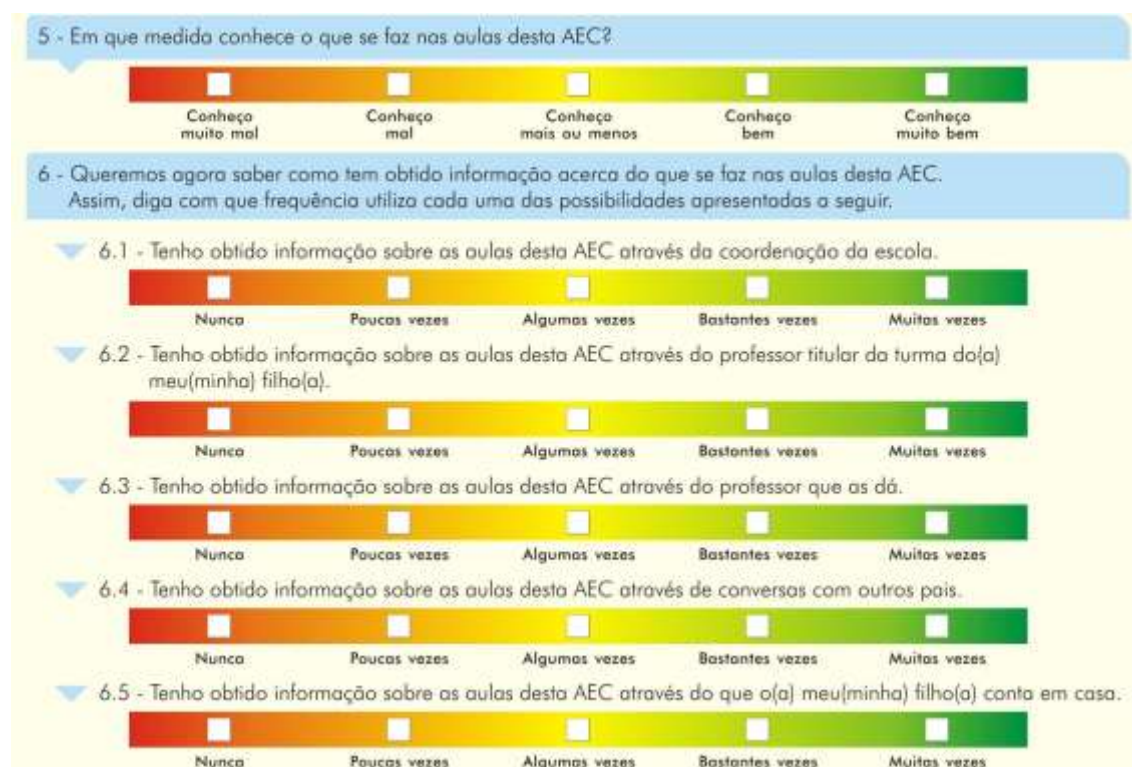 5 - Em que medida conhece o que se faz nas aulas desta AEC?
Conheço muito mal
Conheço mal
Conheço mais ou menos
Conheço bem
Conheço muito bem
6 - Queremos agora saber como tem obtido informação acerca do que se faz nas aulas desta AEC.
Assim, diga com que frequência utiliza cada uma das possibilidades apresentadas a seguir.
6.1 - Tenho obtido informação sobre as aulas desta AEC através da coordenação da escola.
Nunca Poucas vezes Algumas vezes Bastantes vezes Muitas vezes
6.2 - Tenho obtido informação sobre as aulas desta AEC através do professor titular da turma do(a)
meu(minha) filho(a).
Nunca Poucas vezes Algumas vezes Bastantes vezes Muitas vezes
6.3 - Tenho obtido informação sobre as aulas desta AEC através do professor que as dá.
Nunca Poucas vezes Algumas vezes Bastantes vezes Muitas vezes
6.4 - Tenho obtido informação sobre as aulas desta AEC através de conversas com outros pais.
Nunca Poucas vezes Algumas vezes Bastantes vezes Muitas vezes
6.5 - Tenho obtido informação sobre as aulas desta AEC através do que o(a) meu(minha) filho(a) conta em casa.
Nunca Poucas vezes Algumas vezes Bastantes vezes Muitas vezes